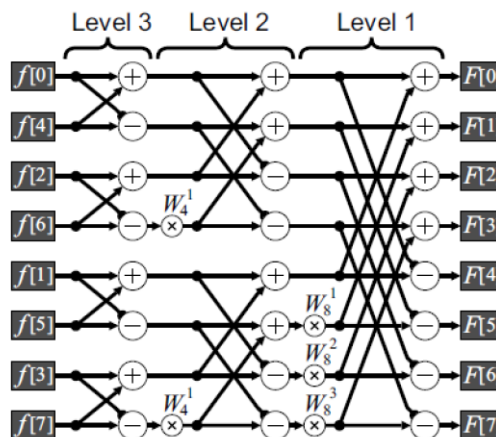 Level 3 Level 2 Level 1
f[0] + + + F[0
f[4] − + + F[1
f[2] + − + F[2
W₄¹
f[6] − × − + F[3
f[1] + + − F[4
W₈¹
f[5] − + × − F[5
W₈²
f[3] + − × − F[6
W₄¹ W₈³
f[7] − × − × − F[7